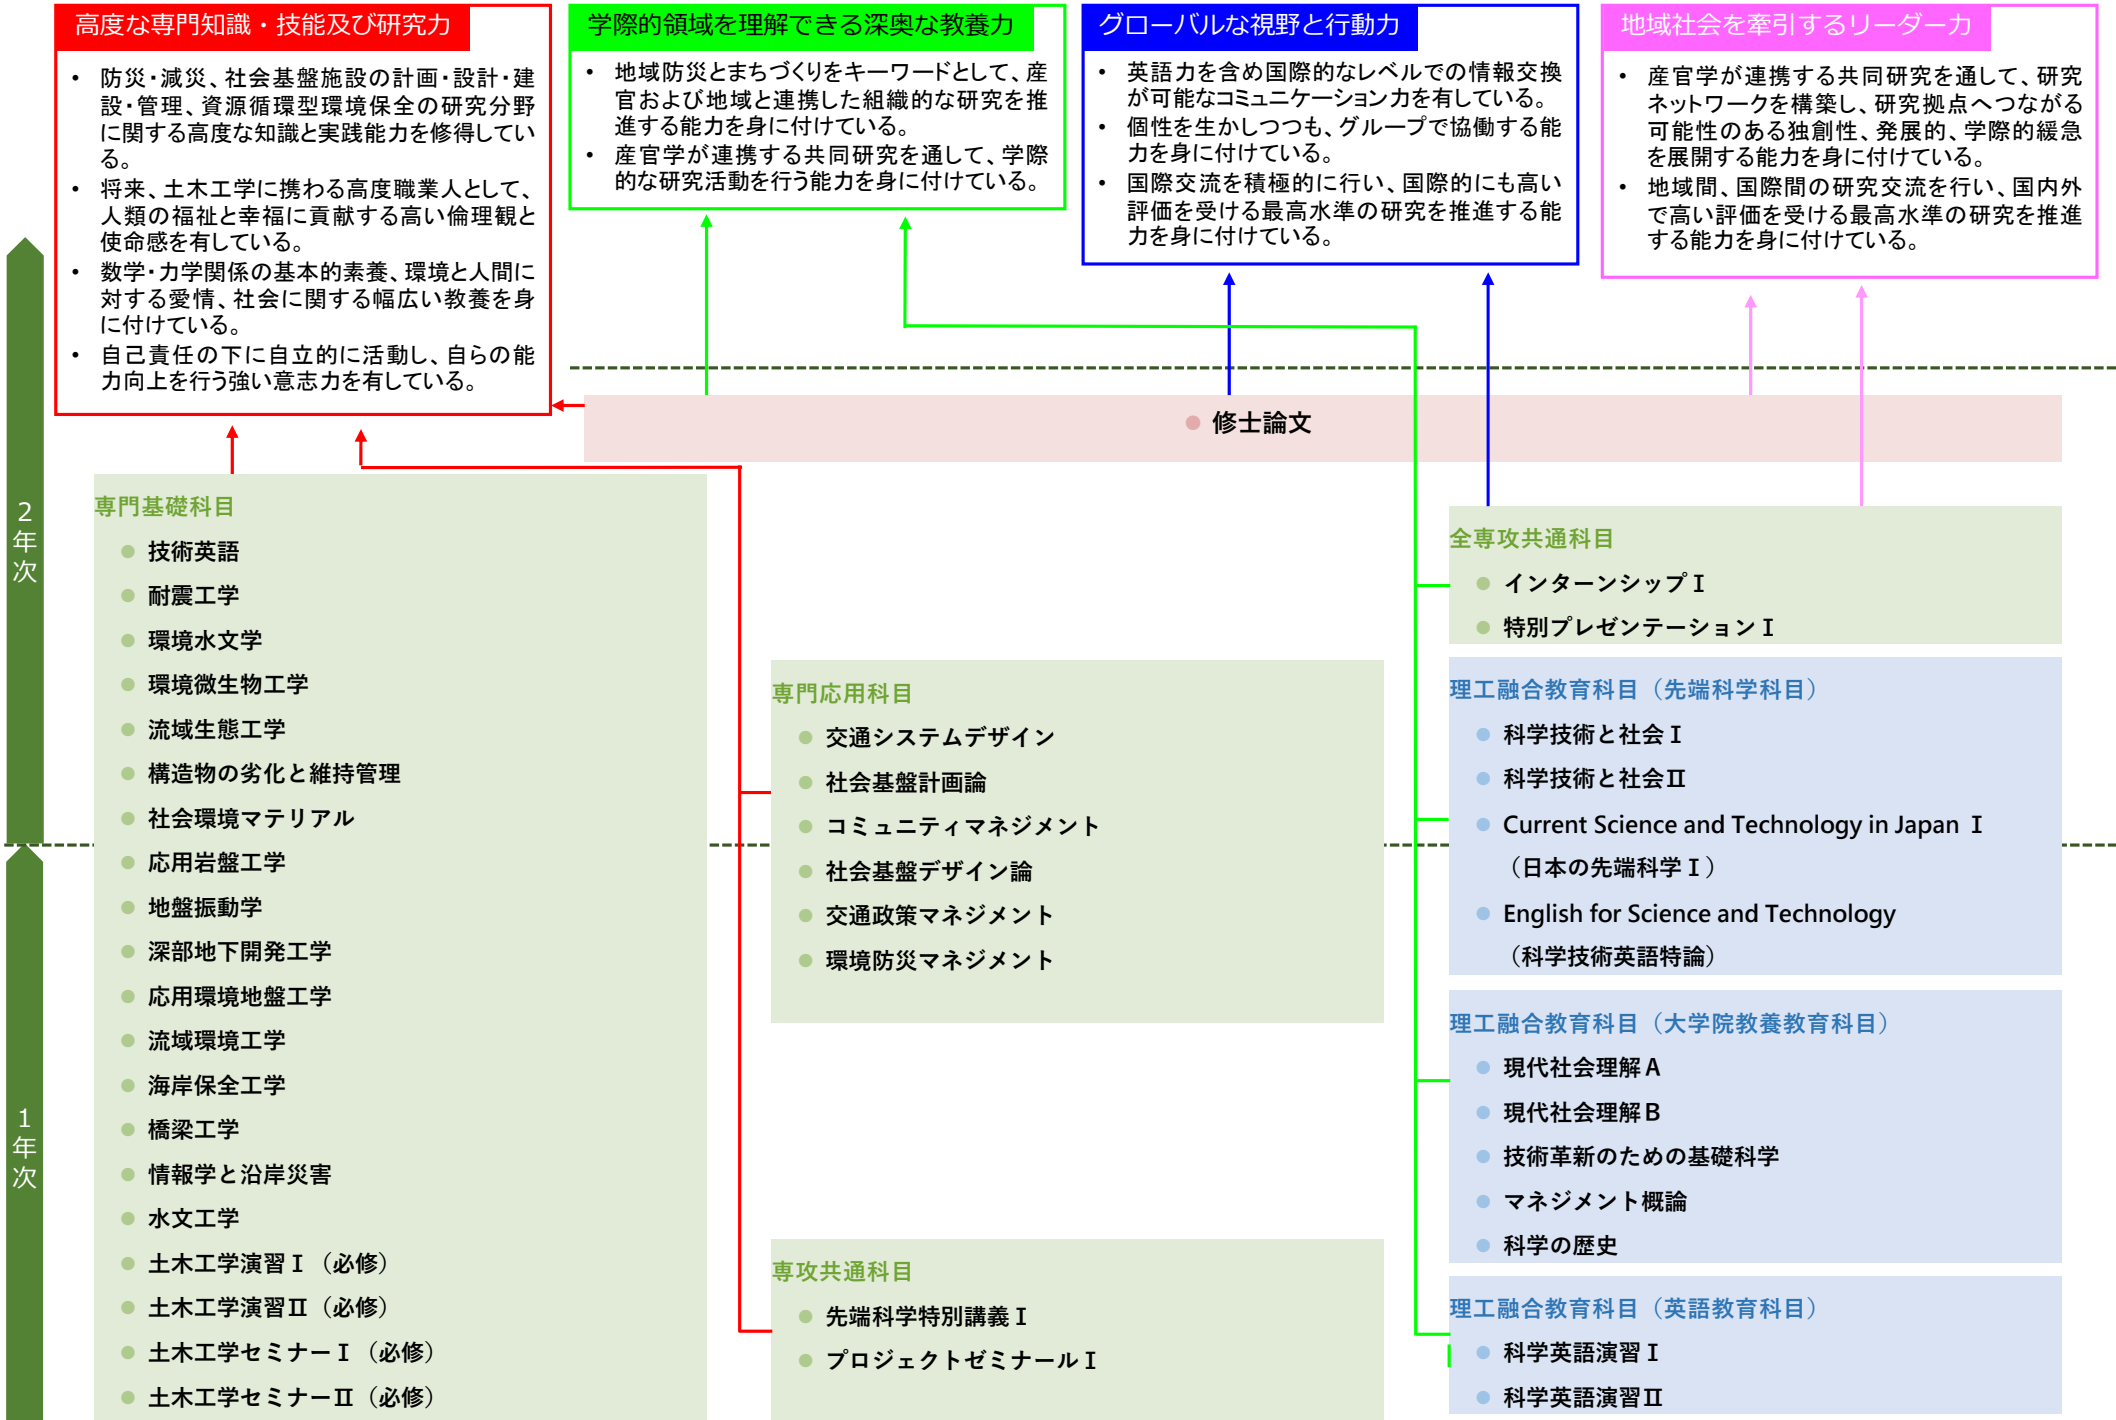 高度な専門知識・技能及び研究力
• 防災・減災、社会基盤施設の計画・設計・建
設・管理、資源循環型環境保全の研究分野
に関する高度な知識と実践能力を修得してい
る。
• 将来、土木工学に携わる高度職業人として、
人類の福祉と幸福に貢献する高い倫理観と
使命感を有している。
• 数学・力学関係の基本的素養、環境と人間に
対する愛情、社会に関する幅広い教養を身
に付けている。
• 自己責任の下に自立的に活動し、自らの能
力向上を行う強い意志力を有している。
学際的領域を理解できる深奥な教養力
• 地域防災とまちづくりをキーワードとして、産
官および地域と連携した組織的な研究を推
進する能力を身に付けている。
• 産官学が連携する共同研究を通して、学際
的な研究活動を行う能力を身に付けている。
グローバルな視野と行動力
• 英語力を含め国際的なレベルでの情報交換
が可能なコミュニケーション力を有している。
• 個性を生かしつつも、グループで協働する能
力を身に付けている。
• 国際交流を積極的に行い、国際的にも高い
評価を受ける最高水準の研究を推進する能
力を身に付けている。
地域社会を牽引するリーダー力
• 産官学が連携する共同研究を通して、研究
ネットワークを構築し、研究拠点へつながる
可能性のある独創性、発展的、学際的緩急
を展開する能力を身に付けている。
• 地域間、国際間の研究交流を行い、国内外
で高い評価を受ける最高水準の研究を推進
する能力を身に付けている。
2年次
1年次
● 修士論文
専門基礎科目
● 技術英語
● 耐震工学
● 環境水文学
● 環境微生物工学
● 流域生態工学
● 構造物の劣化と維持管理
● 社会環境マテリアル
● 応用岩盤工学
● 地盤振動学
● 深部地下開発工学
● 応用環境地盤工学
● 流域環境工学
● 海岸保全工学
● 橋梁工学
● 情報学と沿岸災害
● 水文工学
● 土木工学演習Ⅰ（必修）
● 土木工学演習Ⅱ（必修）
● 土木工学セミナーⅠ（必修）
● 土木工学セミナーⅡ（必修）
専門応用科目
● 交通システムデザイン
● 社会基盤計画論
● コミュニティマネジメント
● 社会基盤デザイン論
● 交通政策マネジメント
● 環境防災マネジメント
専攻共通科目
● 先端科学特別講義Ⅰ
● プロジェクトゼミナールⅠ
全専攻共通科目
● インターンシップⅠ
● 特別プレゼンテーションⅠ
理工融合教育科目（先端科学科目）
● 科学技術と社会Ⅰ
● 科学技術と社会Ⅱ
● Current Science and Technology in Japan Ⅰ
（日本の先端科学Ⅰ）
● English for Science and Technology
（科学技術英語特論）
理工融合教育科目（大学院教養教育科目）
● 現代社会理解A
● 現代社会理解B
● 技術革新のための基礎科学
● マネジメント概論
● 科学の歴史
理工融合教育科目（英語教育科目）
● 科学英語演習Ⅰ
● 科学英語演習Ⅱ